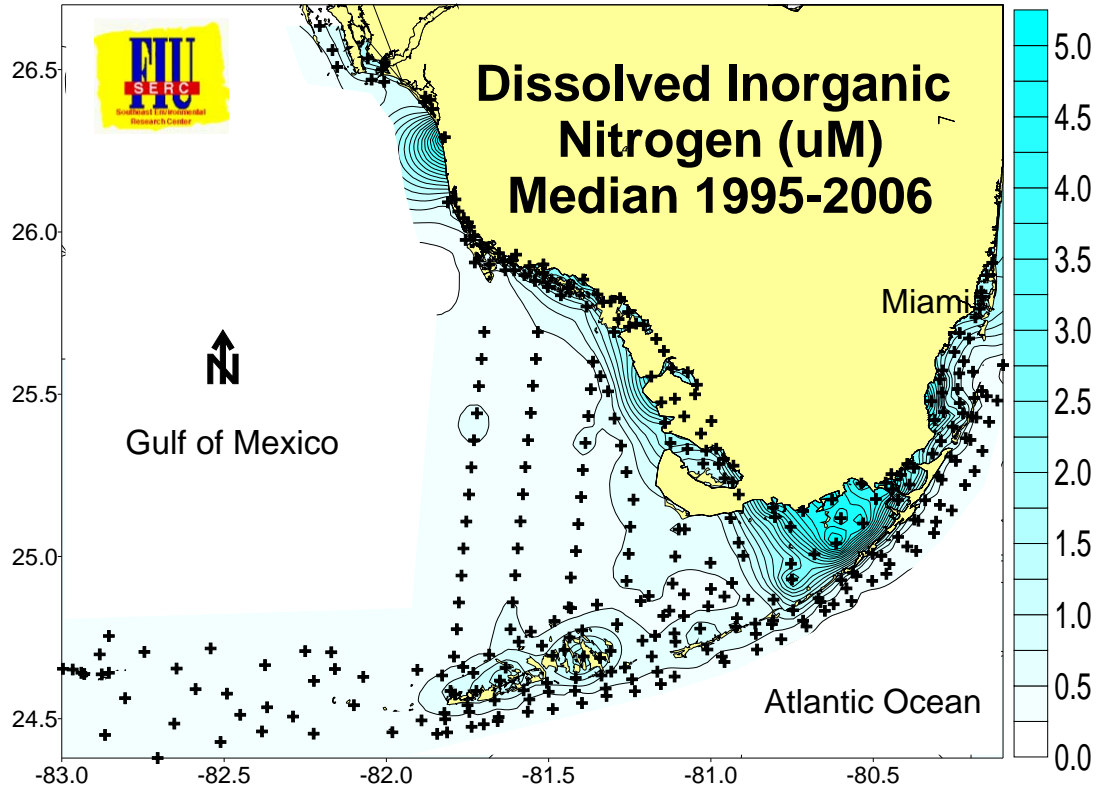 FIU
SERC
Southeast Environmental
Research Center
Dissolved Inorganic
Nitrogen (uM)
Median 1995-2006
Miami
N
Gulf of Mexico
Atlantic Ocean
26.5
26.0
25.5
25.0
24.5
-83.0
-82.5
-82.0
-81.5
-81.0
-80.5
5.0
4.5
4.0
3.5
3.0
2.5
2.0
1.5
1.0
0.5
0.0